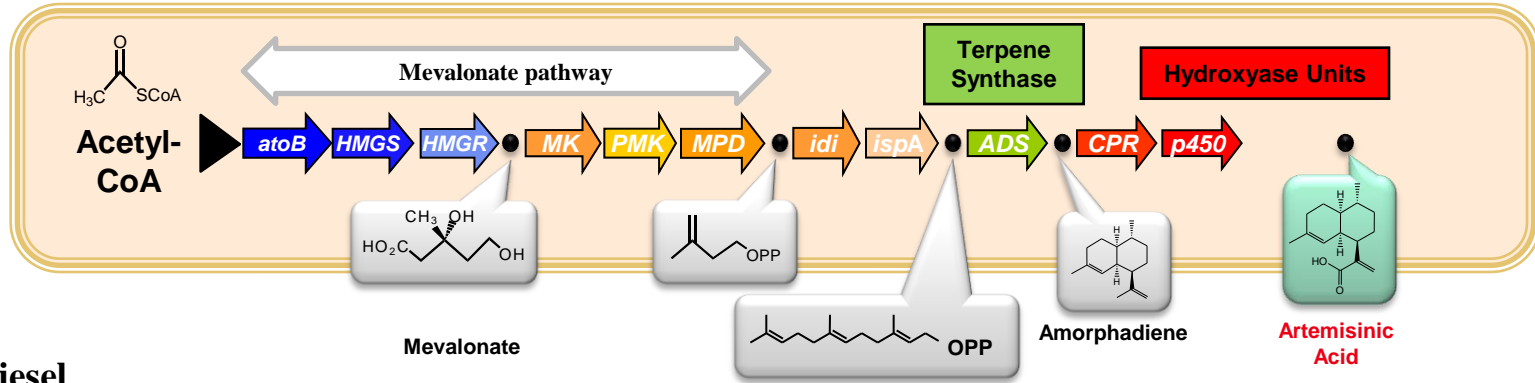 O
H₃C SCoA
Acetyl-
CoA
Mevalonate pathway
Terpene
Synthase
Hydroxyase Units
atoB HMGS HMGR MK PMK MPD idi ispA ADS CPR p450
CH₃ OH
HO₂C OH
OPP
OPP
H
H
H
H
HO
O
Mevalonate
Amorphadiene
Artemisinic
Acid
iesel